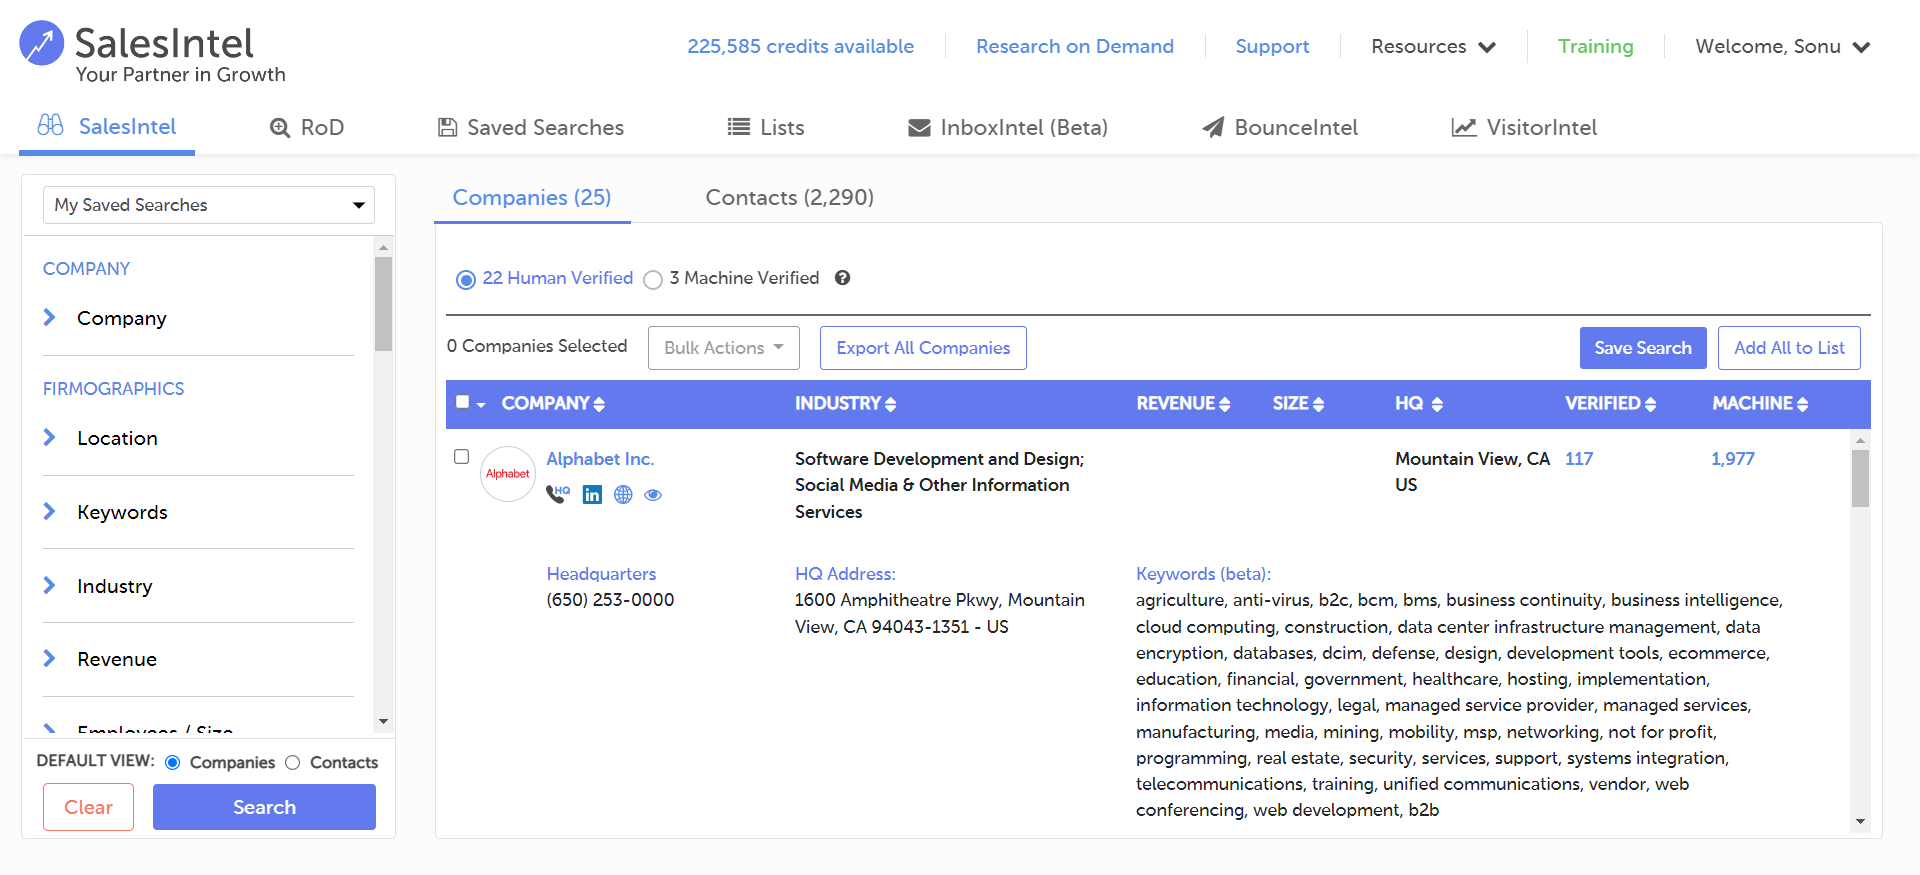 SalesIntel
Your Partner in Growth
225,585 credits available
Research on Demand
Support
Resources
Training
Welcome, Sonu
SalesIntel
RoD
Saved Searches
Lists
InboxIntel (Beta)
BounceIntel
VisitorIntel
My Saved Searches
COMPANY
Company
FIRMOGRAPHICS
Location
Keywords
Industry
Revenue
Employees / Size
DEFAULT VIEW: Companies Contacts
Clear
Search
Companies (25)
Contacts (2,290)
22 Human Verified
3 Machine Verified
0 Companies Selected
Bulk Actions
Export All Companies
Save Search
Add All to List
COMPANY
INDUSTRY
REVENUE
SIZE
HQ
VERIFIED
MACHINE
Alphabet
Alphabet Inc.
HQ
in
Software Development and Design;
Social Media & Other Information
Services
Mountain View, CA
US
117
1,977
Headquarters
(650) 253-0000
HQ Address:
1600 Amphitheatre Pkwy, Mountain
View, CA 94043-1351 - US
Keywords (beta):
agriculture, anti-virus, b2c, bcm, bms, business continuity, business intelligence,
cloud computing, construction, data center infrastructure management, data
encryption, databases, dcim, defense, design, development tools, ecommerce,
education, financial, government, healthcare, hosting, implementation,
information technology, legal, managed service provider, managed services,
manufacturing, media, mining, mobility, msp, networking, not for profit,
programming, real estate, security, services, support, systems integration,
telecommunications, training, unified communications, vendor, web
conferencing, web development, b2b